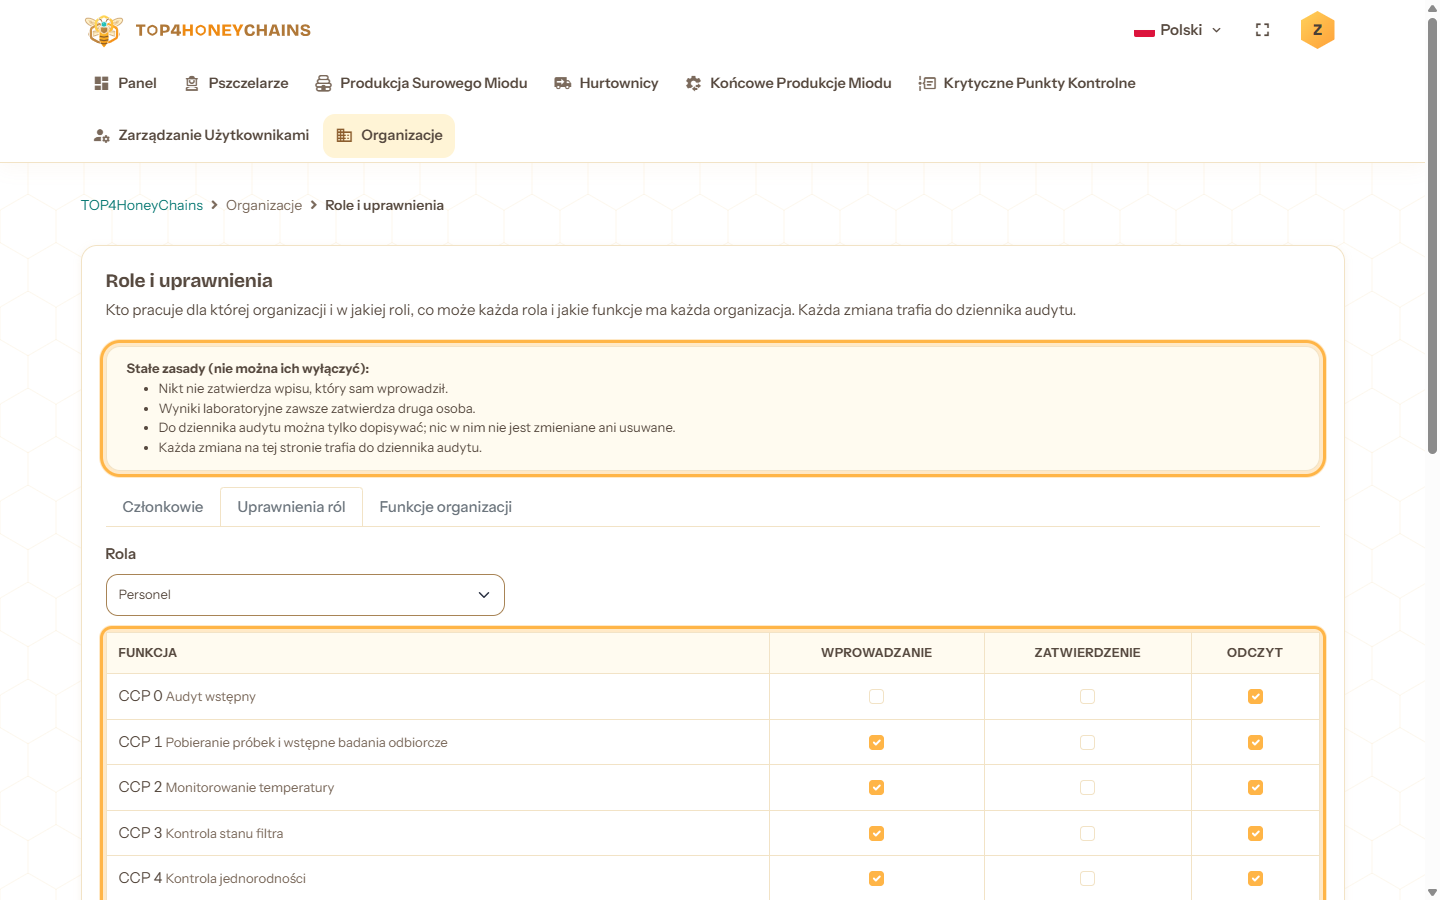 TOP4HONEYCHAINS
Polski
Z
Panel
Pszczelarze
Produkcja Surowego Miodu
Hurtownicy
Końcowe Produkcje Miodu
Krytyczne Punkty Kontrolne
Zarządzanie Użytkownikami
Organizacje
TOP4HoneyChains > Organizacje > Role i uprawnienia
Role i uprawnienia
Kto pracuje dla której organizacji i w jakiej roli, co może każda rola i jakie funkcje ma każda organizacja. Każda zmiana trafia do dziennika audytu.
Stałe zasady (nie można ich wyłączyć):
• Nikt nie zatwierdza wpisu, który sam wprowadził.
• Wyniki laboratoryjne zawsze zatwierdza druga osoba.
• Do dziennika audytu można tylko dopisywać; nic w nim nie jest zmieniane ani usuwane.
• Każda zmiana na tej stronie trafia do dziennika audytu.
Członkowie
Uprawnienia ról
Funkcje organizacji
Rola
Personel
FUNKCJA WPROWADZANIE ZATWIERDZENIE ODCZYT
CCP 0 Audyt wstępny
CCP 1 Pobieranie próbek i wstępne badania odbiorcze
CCP 2 Monitorowanie temperatury
CCP 3 Kontrola stanu filtra
CCP 4 Kontrola jednorodności